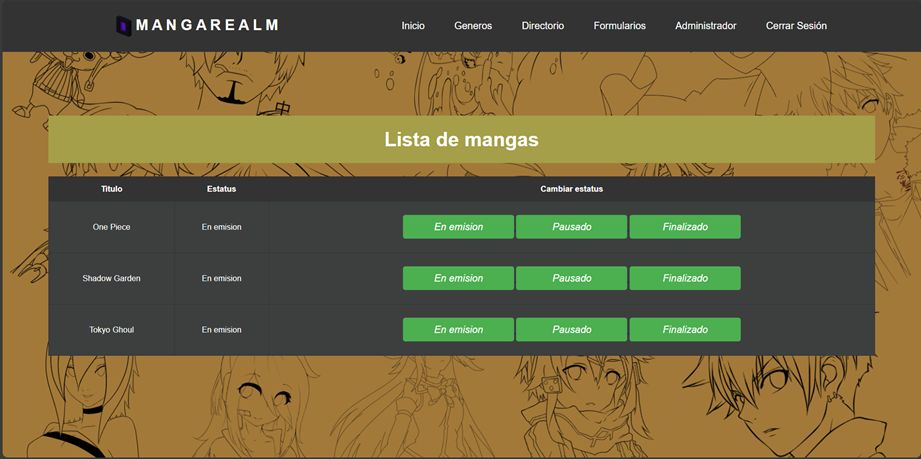 MANGAREALM Inicio Generos Directorio Formularios Administrador Cerrar Sesión
Lista de mangas
Titulo Estatus Cambiar estatus
One Piece En emision En emision Pausado Finalizado
Shadow Garden En emision En emision Pausado Finalizado
Tokyo Ghoul En emision En emision Pausado Finalizado